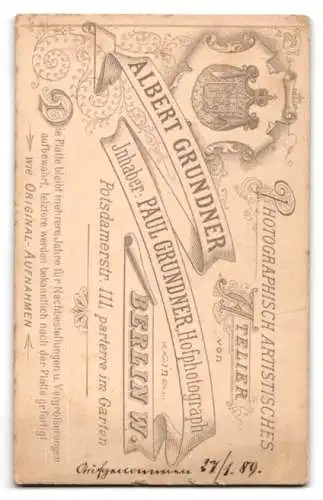 PHOTOGRAPHISCH ARTISTISCHES
ATELIER
von
ALBERT GRUNDNER
Inhaber: PAUL GRUNDNER, Hofphotograph
BERLIN W.
Potsdamerstr. 111, parterre im Garten
Die Platte bleibt mehrere Jahre für Nachbestellungen u. Vergrößerungen
aufbewahrt, letztere werden bekanntlich nach der Platte gefertigt
WIE ORIGINAL-AUFNAHMEN
Aufgenommen 27/1. 89.